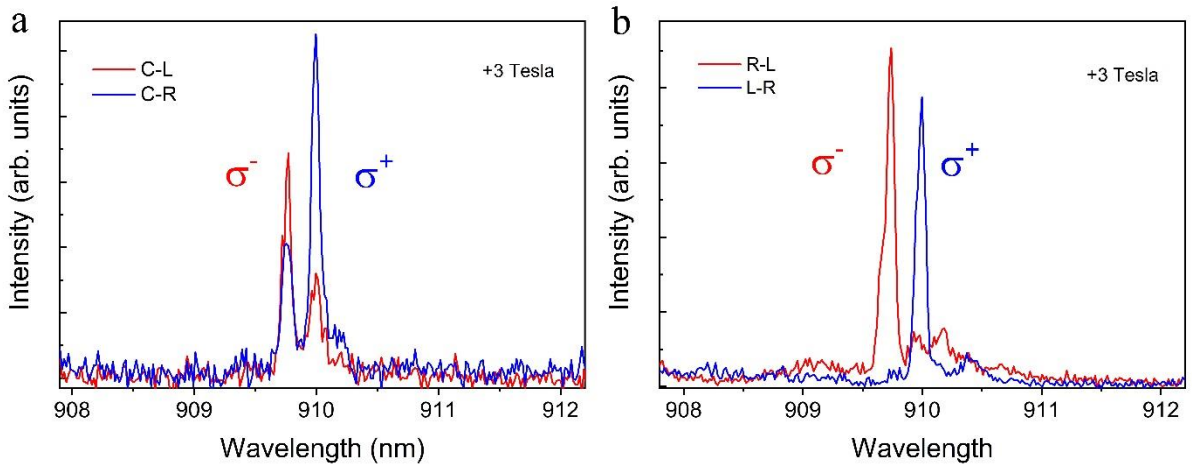 a
C-L
C-R
+3 Tesla
σ-
σ+
Intensity (arb. units)
908 909 910 911 912
Wavelength (nm)
b
R-L
L-R
+3 Tesla
σ-
σ+
Intensity (arb. units)
908 909 910 911 912
Wavelength